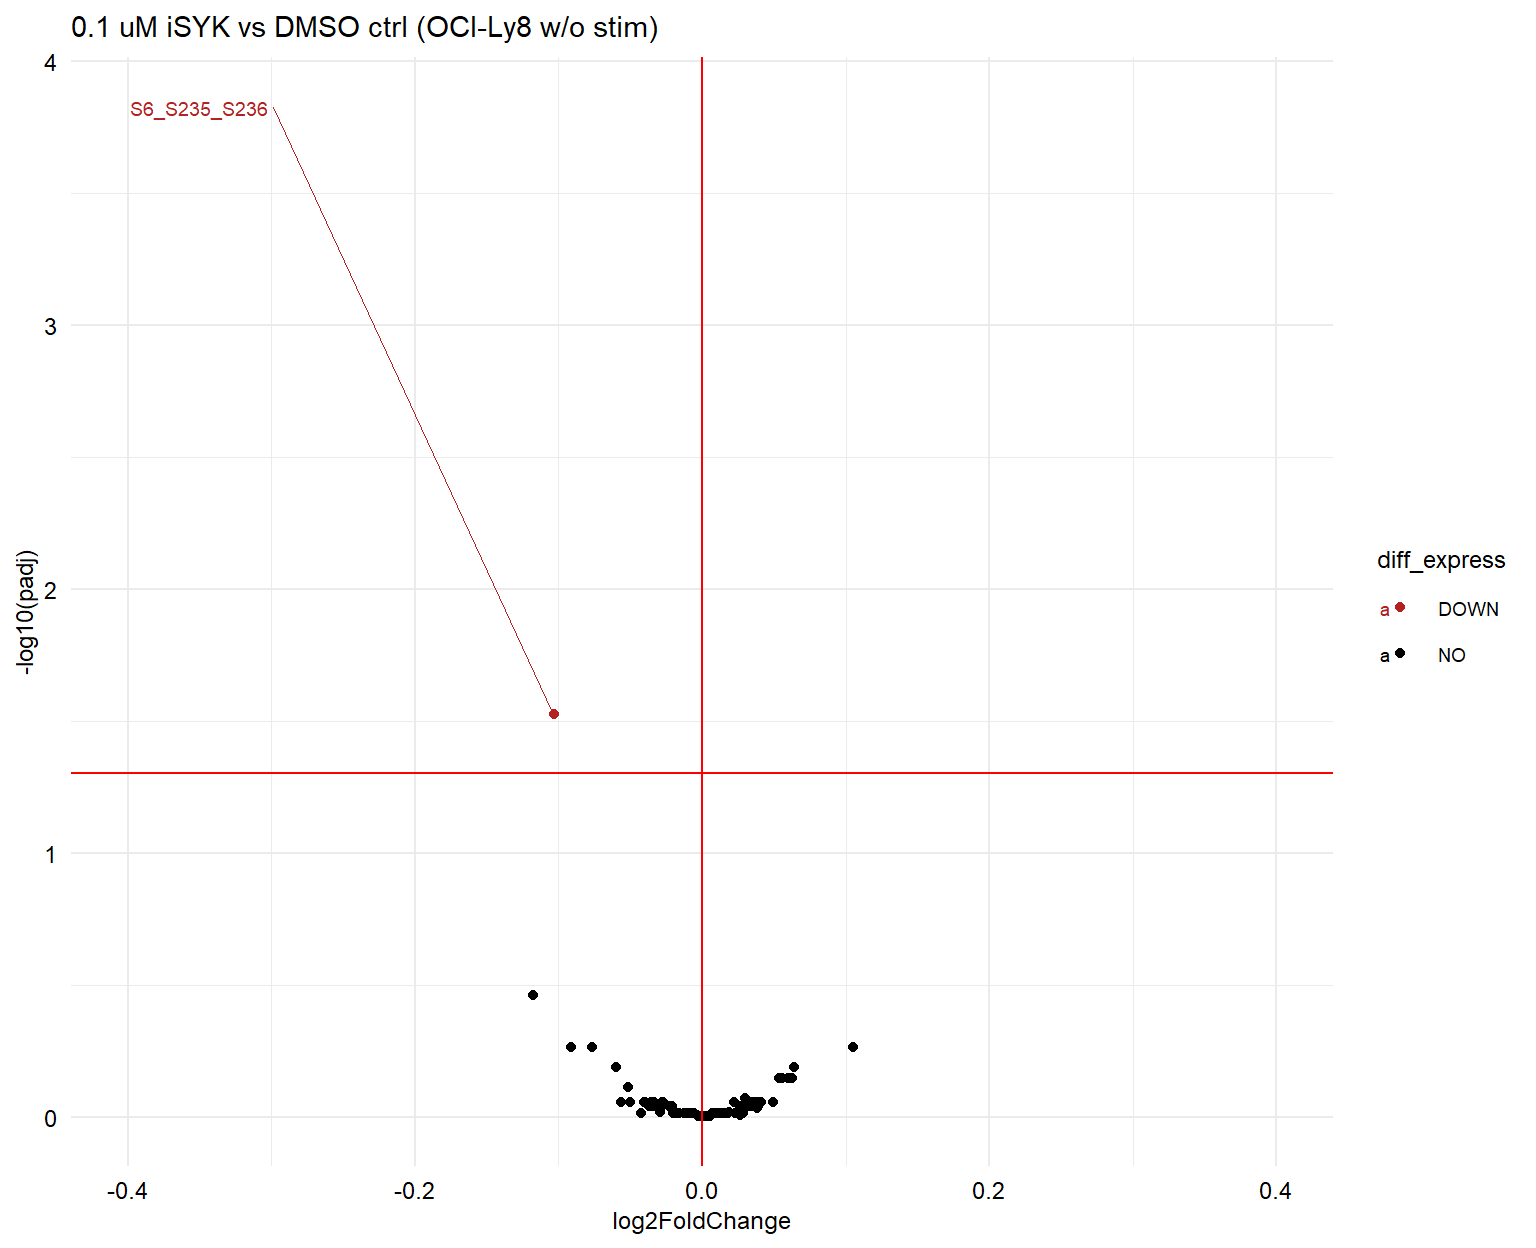 0.1 uM iSYK vs DMSO ctrl (OCI-Ly8 w/o stim)
4
S6_S235_S236
3
2
1
0
-log10(padj)
-0.4
-0.2
0.0
0.2
0.4
log2FoldChange
diff_express
a DOWN
a NO